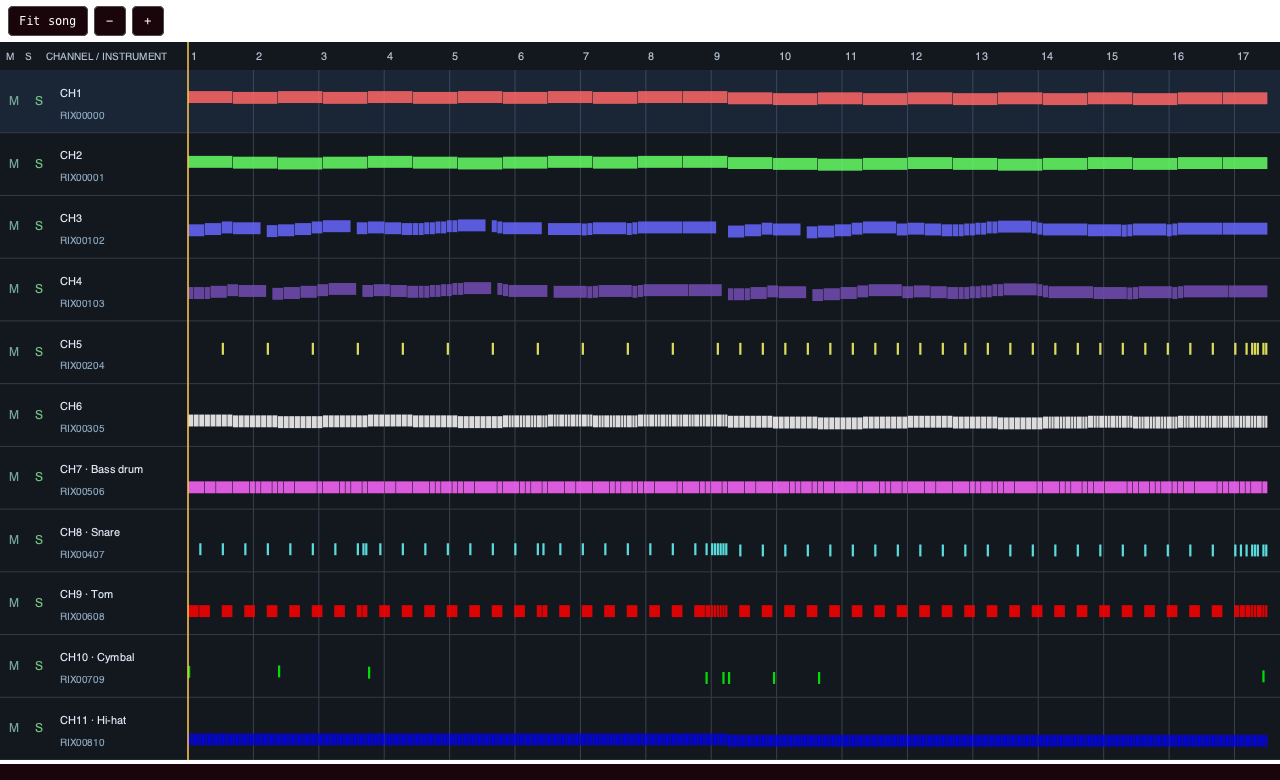 Fit song − +
M S CHANNEL / INSTRUMENT 1 2 3 4 5 6 7 8 9 10 11 12 13 14 15 16 17
M S CH1
RIX00000
M S CH2
RIX00001
M S CH3
RIX00102
M S CH4
RIX00103
M S CH5
RIX00204
M S CH6
RIX00305
M S CH7 · Bass drum
RIX00506
M S CH8 · Snare
RIX00407
M S CH9 · Tom
RIX00608
M S CH10 · Cymbal
RIX00709
M S CH11 · Hi-hat
RIX00810